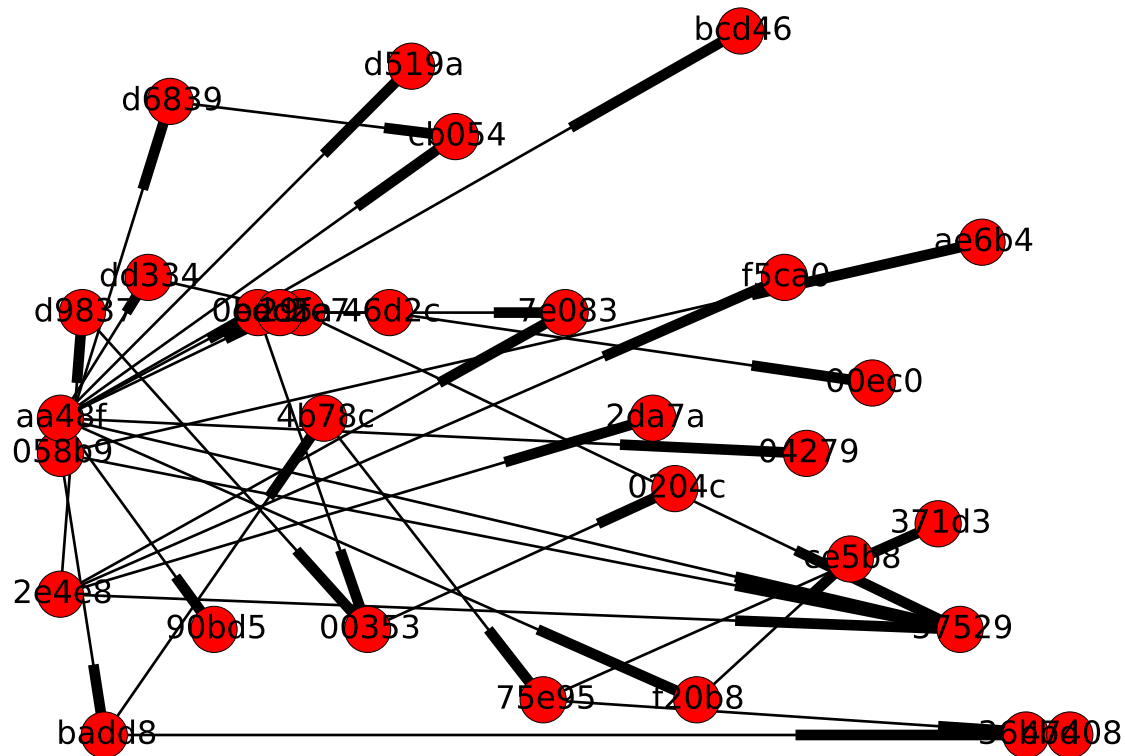 bcd46
d519a
d6839
cb054
ae6b4
dd334
f5ca0
d9837
46d2c
7e083
00ec0
aa48f
4b78c
2da7a
058b9
04279
0204c
371d3
ce5b8
2e4e8
90bd5
00353
37529
75e95
f20b8
badd8